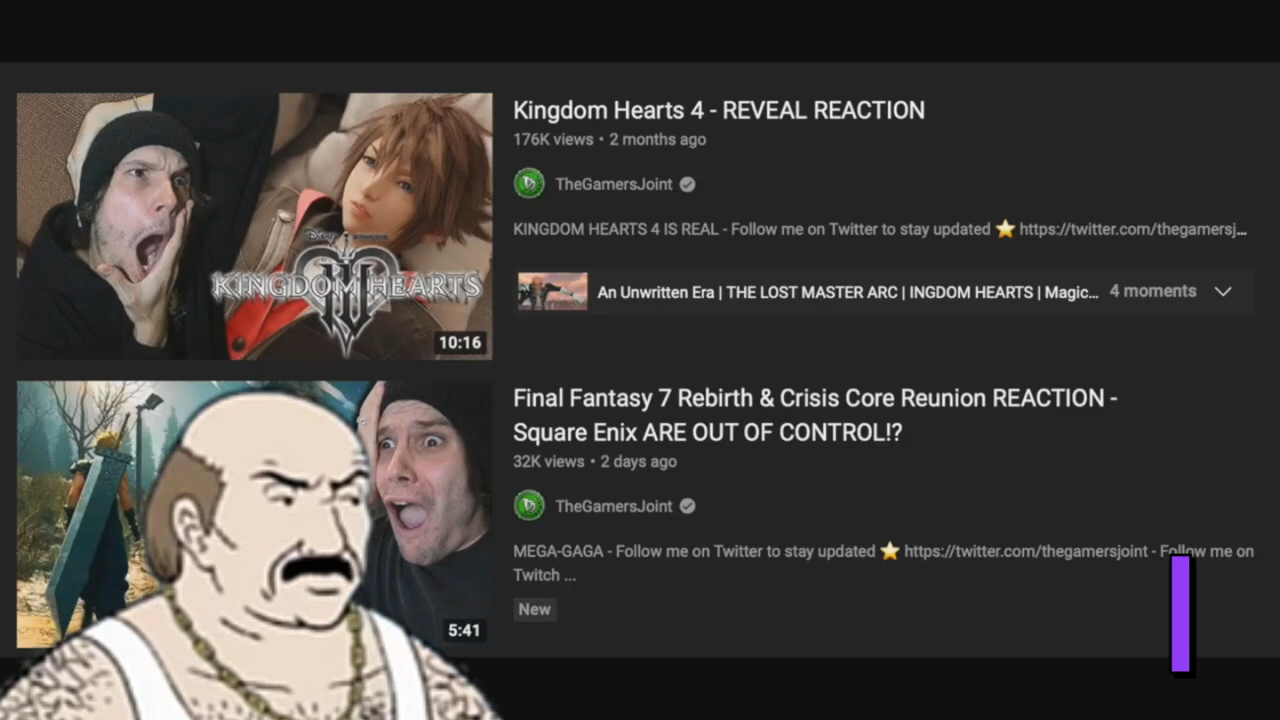 Kingdom Hearts 4 - REVEAL REACTION
176K views • 2 months ago
TheGamersJoint
KINGDOM HEARTS 4 IS REAL - Follow me on Twitter to stay updated ⭐ https://twitter.com/thegamersj...
An Unwritten Era | THE LOST MASTER ARC | INGDOM HEARTS | Magic... 4 moments
Disney
KINGDOM HEARTS
IV
10:16
Final Fantasy 7 Rebirth & Crisis Core Reunion REACTION -
Square Enix ARE OUT OF CONTROL!?
32K views • 2 days ago
TheGamersJoint
MEGA-GAGA - Follow me on Twitter to stay updated ⭐ https://twitter.com/thegamersjoint - Follow me on
Twitch ...
New
5:41